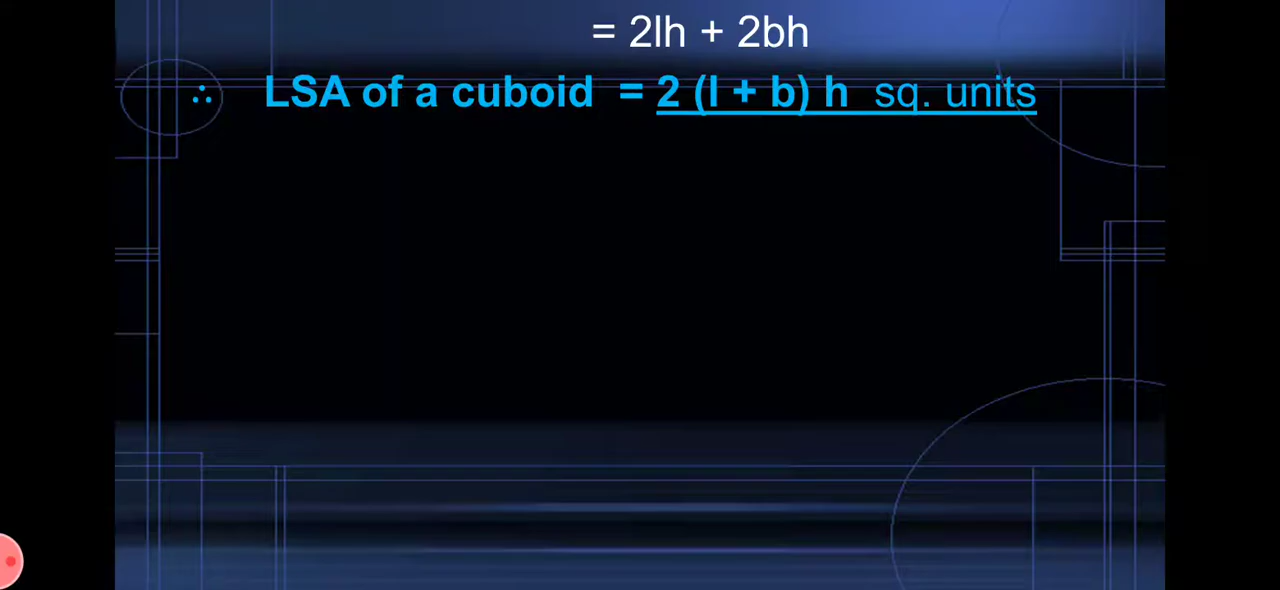 = 2lh + 2bh
∴ LSA of a cuboid = 2 (l + b) h sq. units